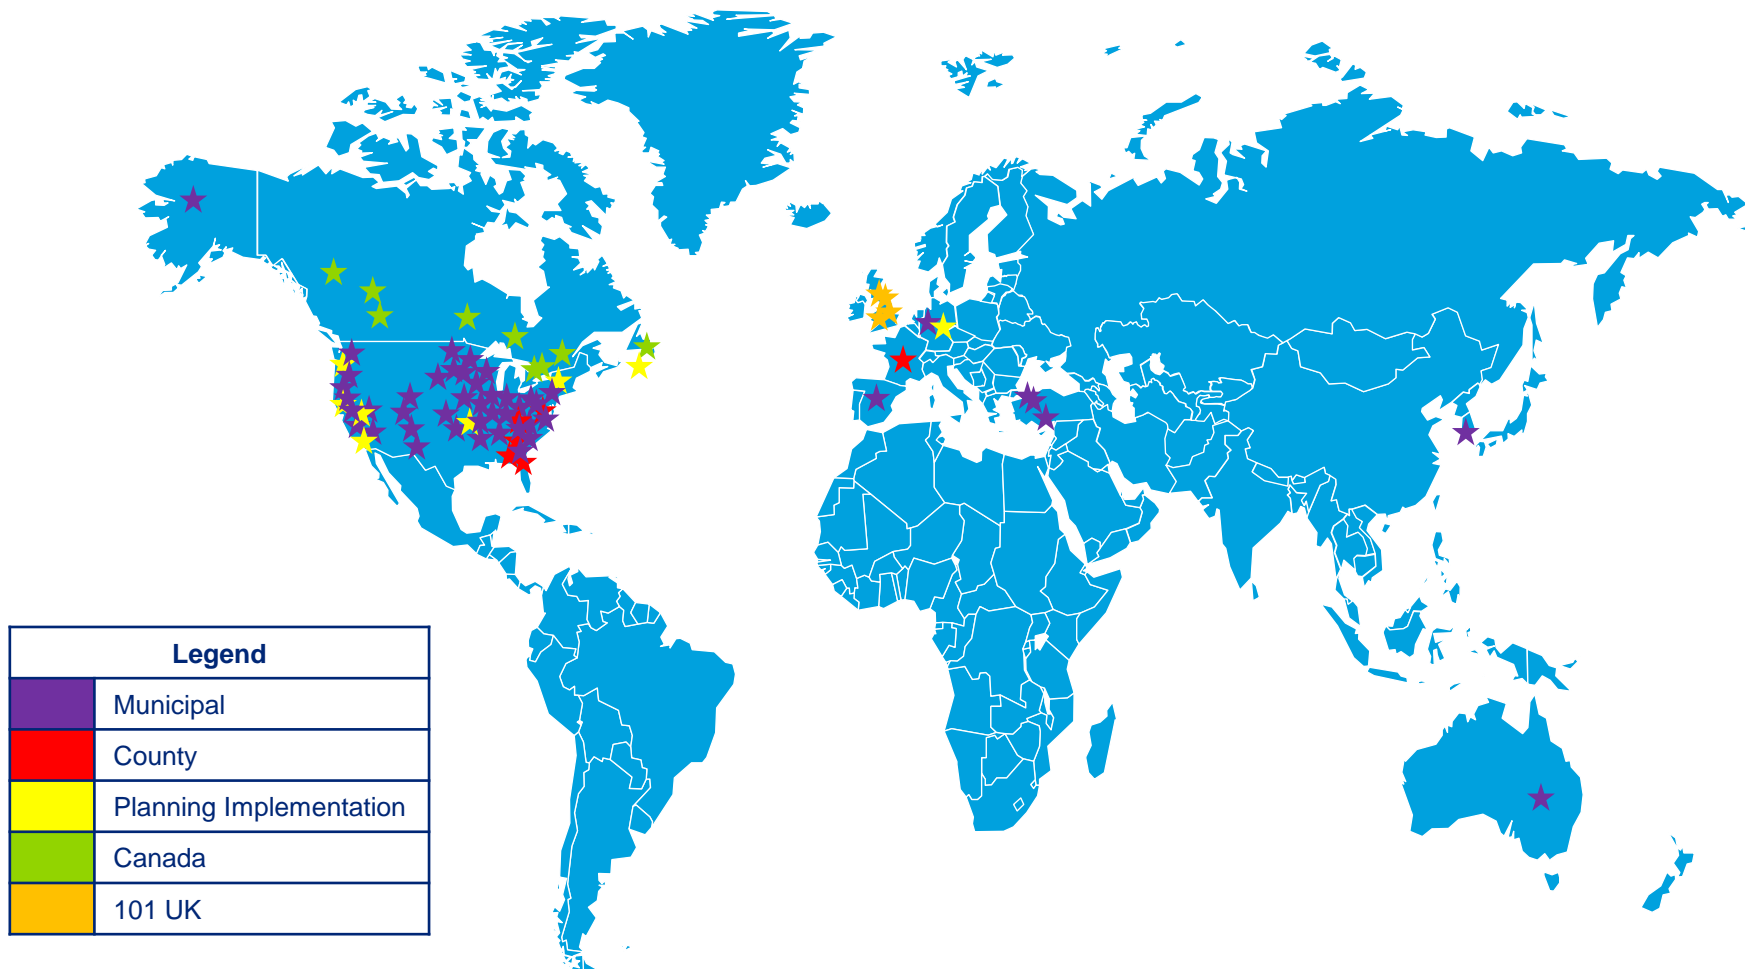 Legend
Municipal
County
Planning Implementation
Canada
101 UK